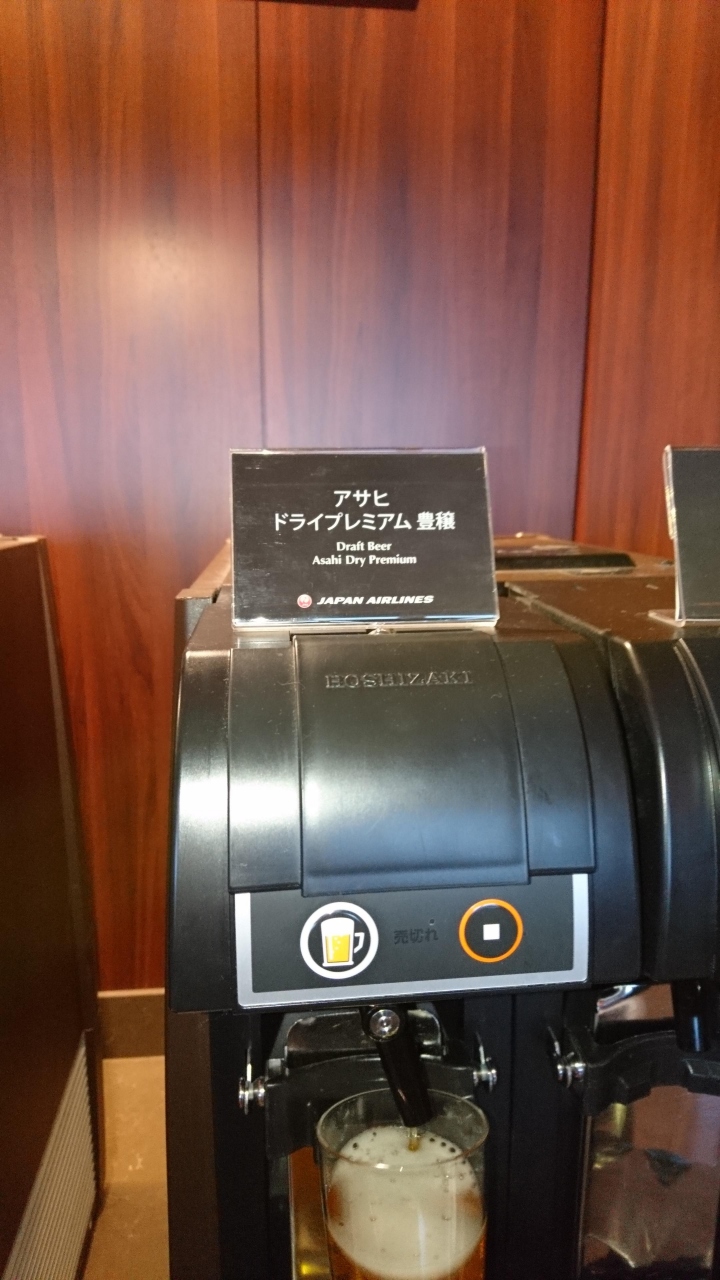 アサヒ
ドライプレミアム 豊穣
Draft Beer
Asahi Dry Premium
JAPAN AIRLINES
HOSHIZAKI
売切れ